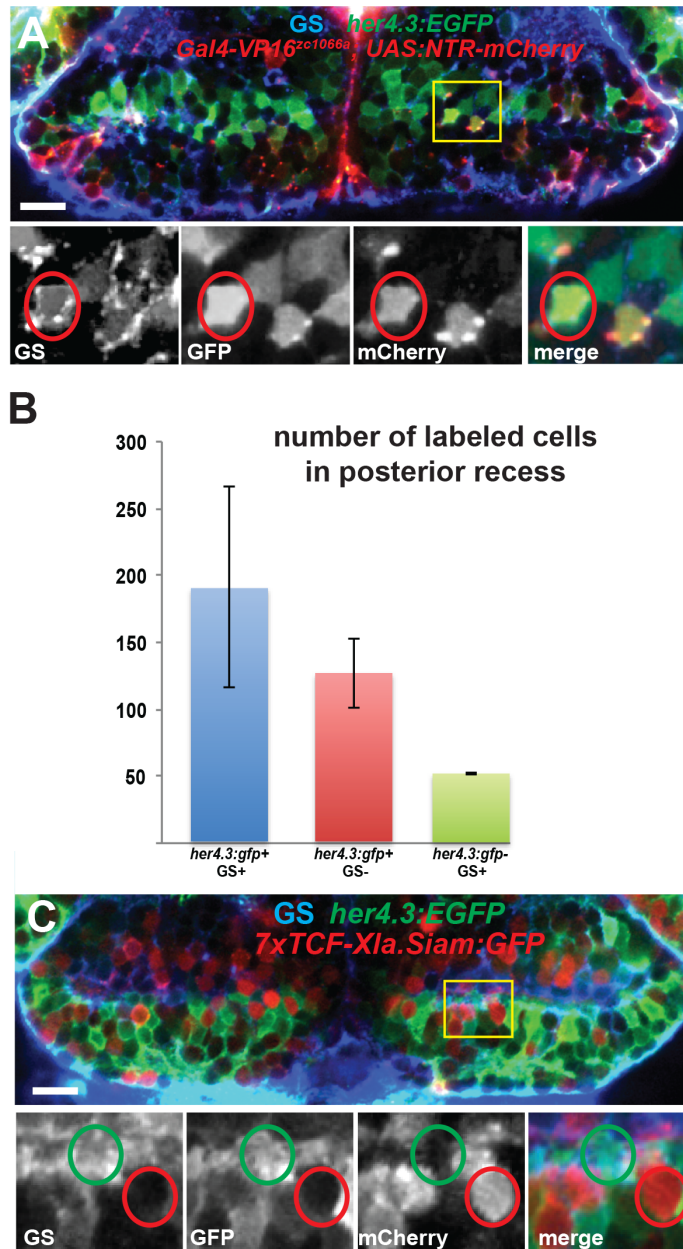 A
GS her4.3:EGFP
Gal4-VP16zc1066a, UAS:NTR-mCherry
GS
GFP
mCherry
merge
B
number of labeled cells
in posterior recess
300
250
200
150
100
50
her4.3:gfp+
GS+
her4.3:gfp+
GS-
her4.3:gfp-
GS+
C
GS her4.3:EGFP
7xTCF-Xla.Siam:GFP
GS
GFP
mCherry
merge